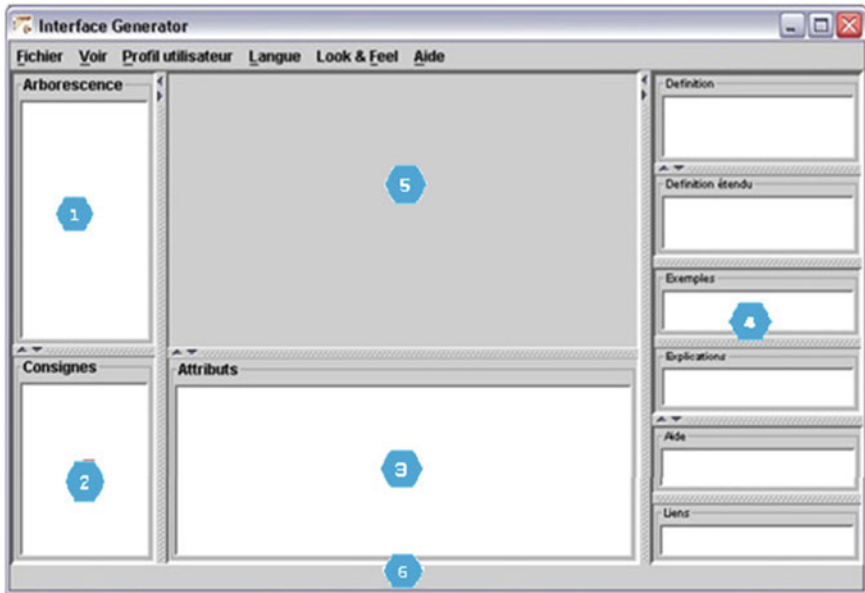 Interface Generator
Fichier Voir Profil utilisateur Langue Look & Feel Aide
Arborescence
1
Consignes
2
5
Attributs
3
6
Definition
Definition étendu
Exemples
4
Explications
Aide
Liens